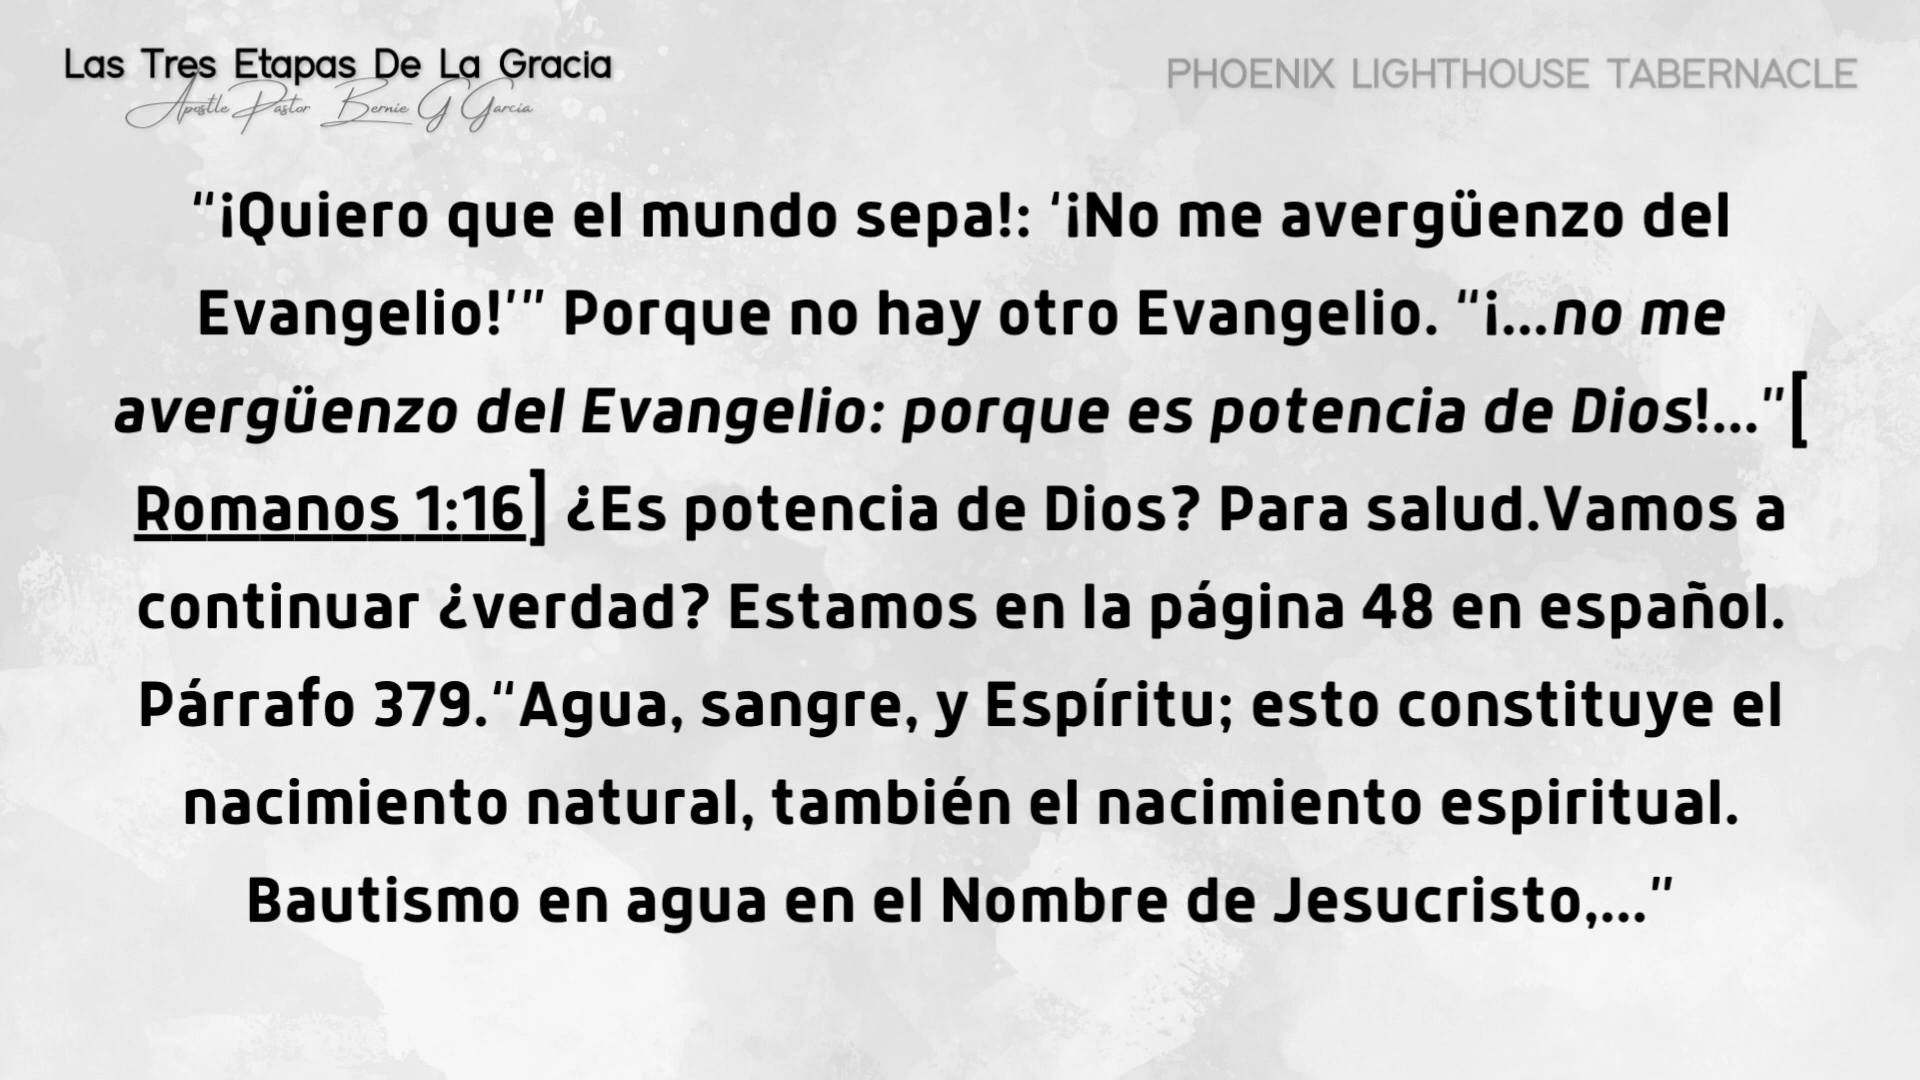 Las Tres Etapas De La Gracia
Apostle Pastor Bernie G Garcia
PHOENIX LIGHTHOUSE TABERNACLE
“¡Quiero que el mundo sepa!: ‘¡No me avergüenzo del
Evangelio!’” Porque no hay otro Evangelio. “¡...no me
avergüenzo del Evangelio: porque es potencia de Dios!...”[
Romanos 1:16] ¿Es potencia de Dios? Para salud.Vamos a
continuar ¿verdad? Estamos en la página 48 en español.
Párrafo 379.“Agua, sangre, y Espíritu; esto constituye el
nacimiento natural, también el nacimiento espiritual.
Bautismo en agua en el Nombre de Jesucristo,...”